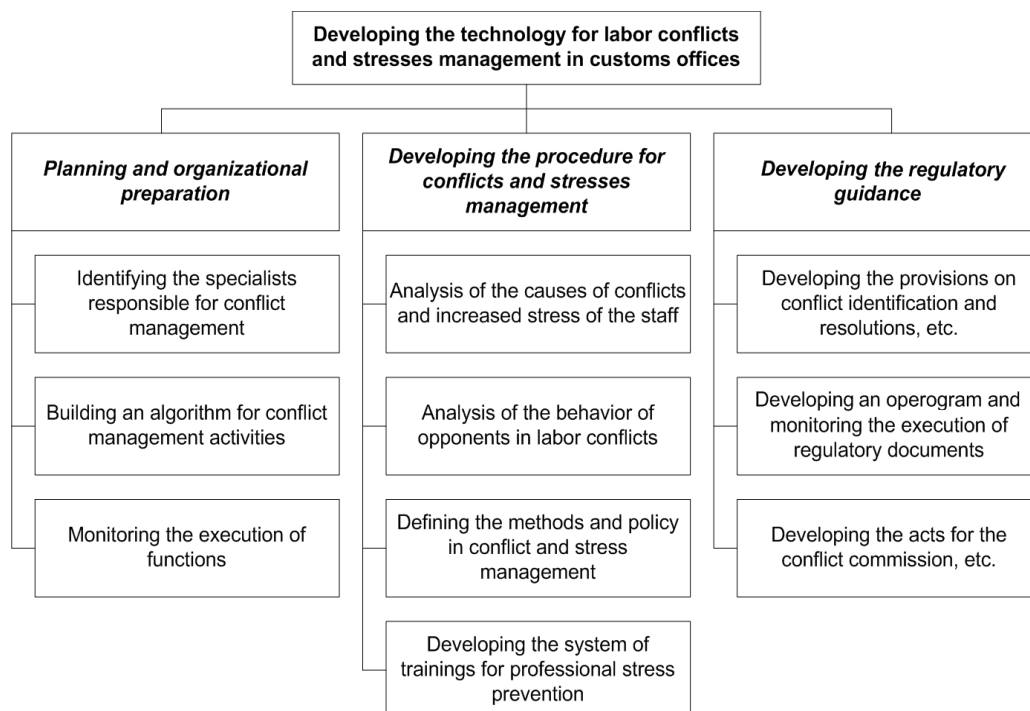 Developing the technology for labor conflicts
and stresses management in customs offices
Planning and organizational
preparation
Identifying the specialists
responsible for conflict
management
Building an algorithm for conflict
management activities
Monitoring the execution of
functions
Developing the procedure for
conflicts and stresses
management
Analysis of the causes of conflicts
and increased stress of the staff
Analysis of the behavior of
opponents in labor conflicts
Defining the methods and policy
in conflict and stress
management
Developing the system of
trainings for professional stress
prevention
Developing the regulatory
guidance
Developing the provisions on
conflict identification and
resolutions, etc.
Developing an operogram and
monitoring the execution of
regulatory documents
Developing the acts for the
conflict commission, etc.